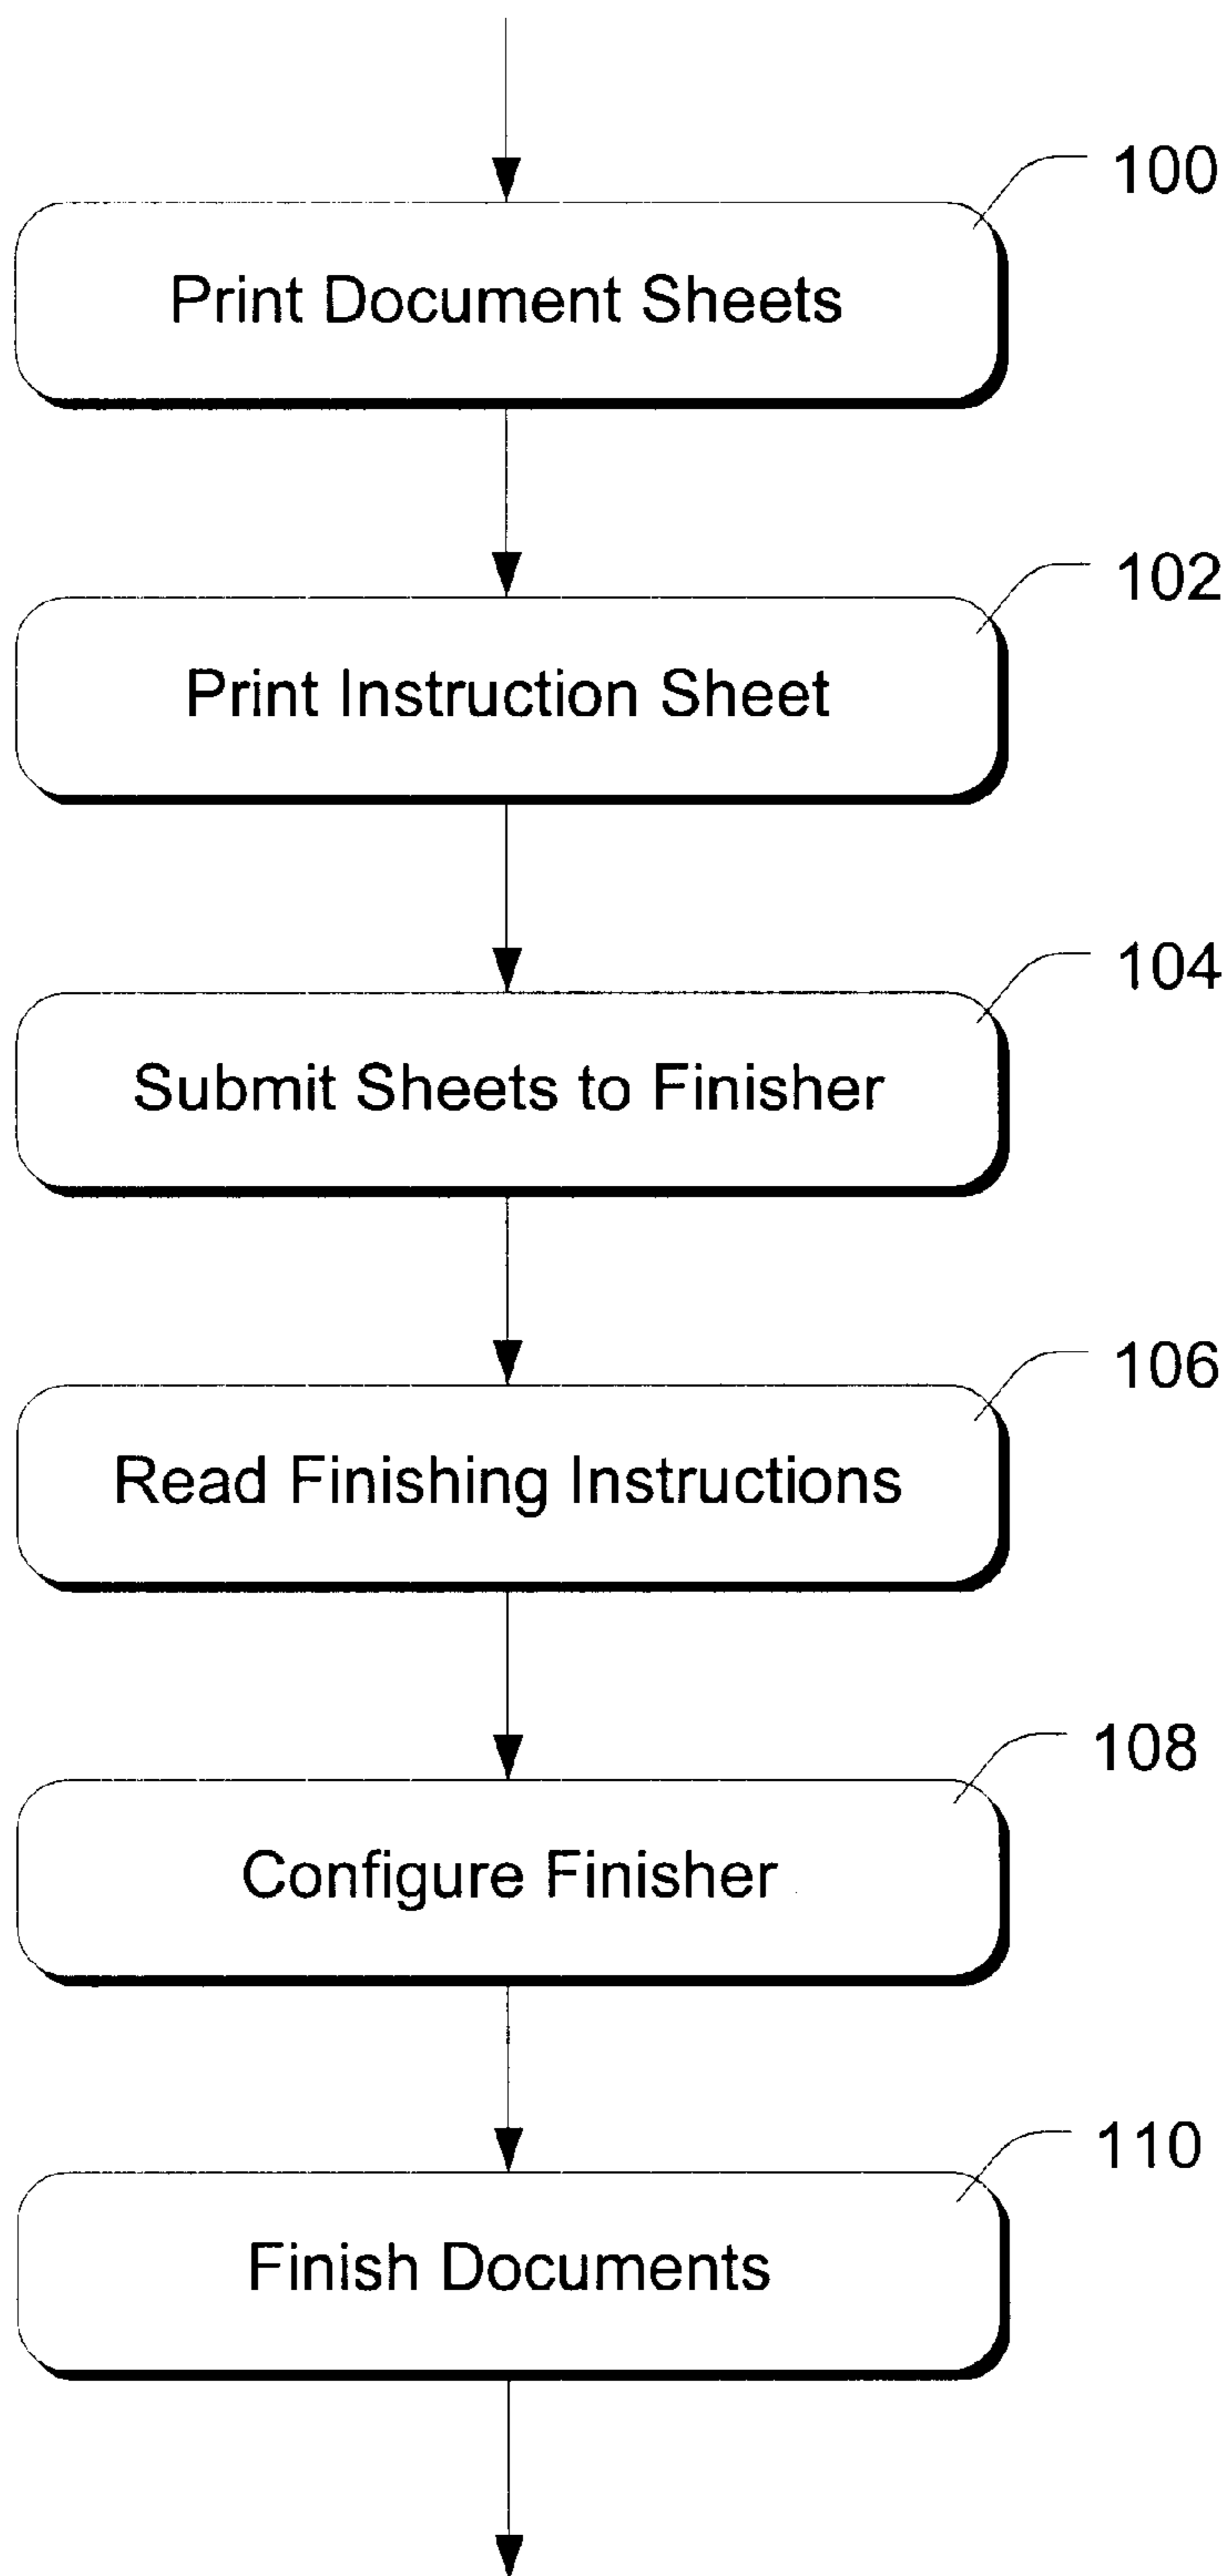 100
Print Document Sheets
102
Print Instruction Sheet
104
Submit Sheets to Finisher
106
Read Finishing Instructions
108
Configure Finisher
110
Finish Documents